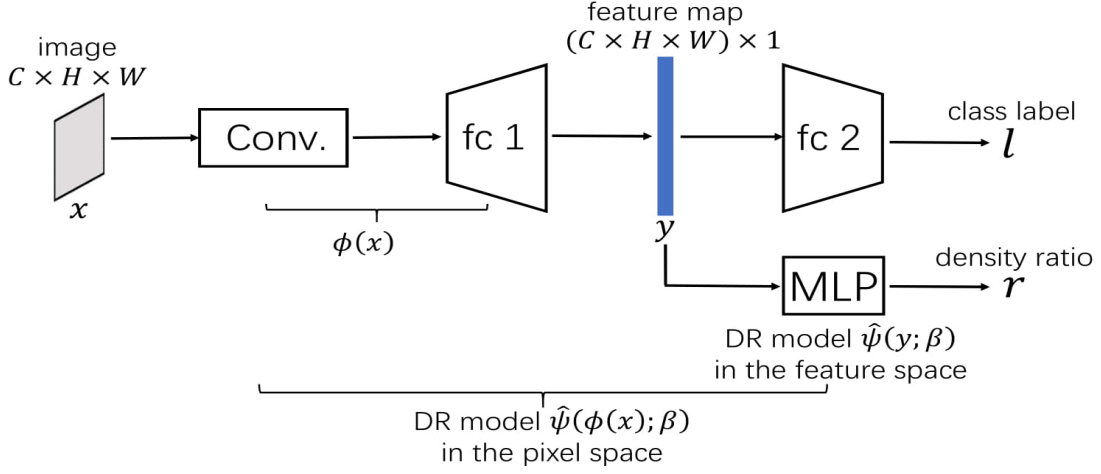 image
C × H × W
x
Conv.
ϕ(x)
fc 1
feature map
(C × H × W) × 1
y
fc 2
class label
l
MLP
density ratio
r
DR model ψ̂(y; β)
in the feature space
DR model ψ̂(ϕ(x); β)
in the pixel space